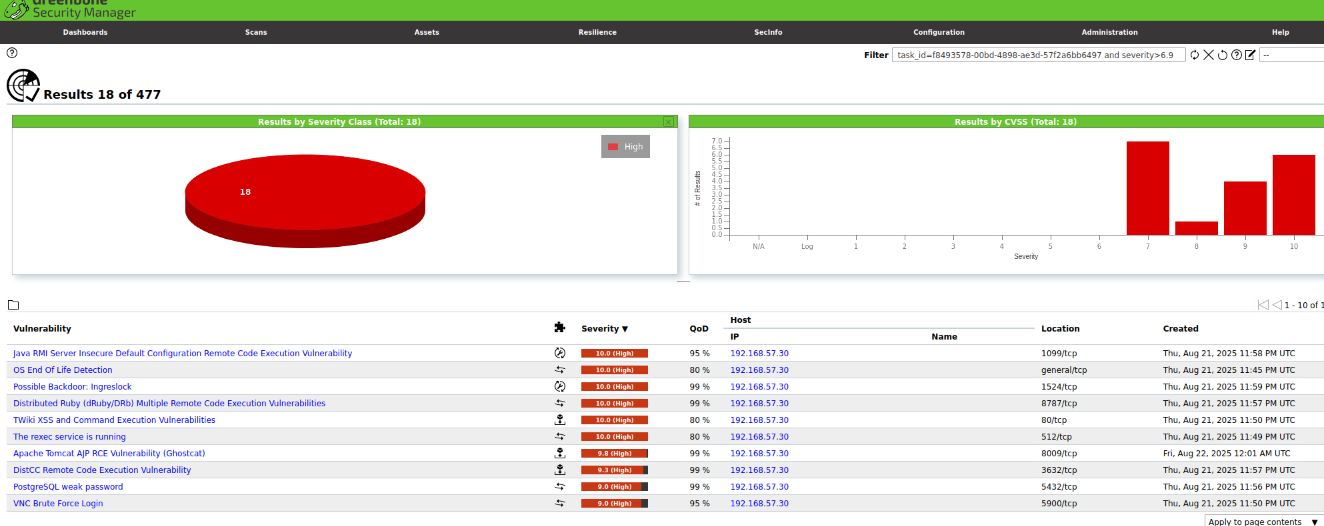 Greenbone
Security Manager
Dashboards Scans Assets Resilience SecInfo Configuration Administration Help
Filter task_id=f8493578-00bd-4898-ae3d-57f2a6bb6497 and severity>6.9 --
Results 18 of 477
Results by Severity Class (Total: 18)
High
18
Results by CVSS (Total: 18)
7.0
6.5
6.0
5.5
5.0
4.5
4.0
3.5
3.0
2.5
2.0
1.5
1.0
0.5
0.0
# of Results
N/A Log 1 2 3 4 5 6 7 8 9 10
Severity
1 - 10 of 1
Vulnerability Severity ▼ QoD Host Location Created
IP Name
Java RMI Server Insecure Default Configuration Remote Code Execution Vulnerability 10.0 (High) 95 % 192.168.57.30 1099/tcp Thu, Aug 21, 2025 11:58 PM UTC
OS End Of Life Detection 10.0 (High) 80 % 192.168.57.30 general/tcp Thu, Aug 21, 2025 11:45 PM UTC
Possible Backdoor: Ingreslock 10.0 (High) 99 % 192.168.57.30 1524/tcp Thu, Aug 21, 2025 11:59 PM UTC
Distributed Ruby (dRuby/DRb) Multiple Remote Code Execution Vulnerabilities 10.0 (High) 99 % 192.168.57.30 8787/tcp Thu, Aug 21, 2025 11:57 PM UTC
TWiki XSS and Command Execution Vulnerabilities 10.0 (High) 80 % 192.168.57.30 80/tcp Thu, Aug 21, 2025 11:50 PM UTC
The rexec service is running 10.0 (High) 80 % 192.168.57.30 512/tcp Thu, Aug 21, 2025 11:49 PM UTC
Apache Tomcat AJP RCE Vulnerability (Ghostcat) 9.8 (High) 99 % 192.168.57.30 8009/tcp Fri, Aug 22, 2025 12:01 AM UTC
DistCC Remote Code Execution Vulnerability 9.3 (High) 99 % 192.168.57.30 3632/tcp Thu, Aug 21, 2025 11:57 PM UTC
PostgreSQL weak password 9.0 (High) 99 % 192.168.57.30 5432/tcp Thu, Aug 21, 2025 11:56 PM UTC
VNC Brute Force Login 9.0 (High) 95 % 192.168.57.30 5900/tcp Thu, Aug 21, 2025 11:50 PM UTC
Apply to page contents ▼